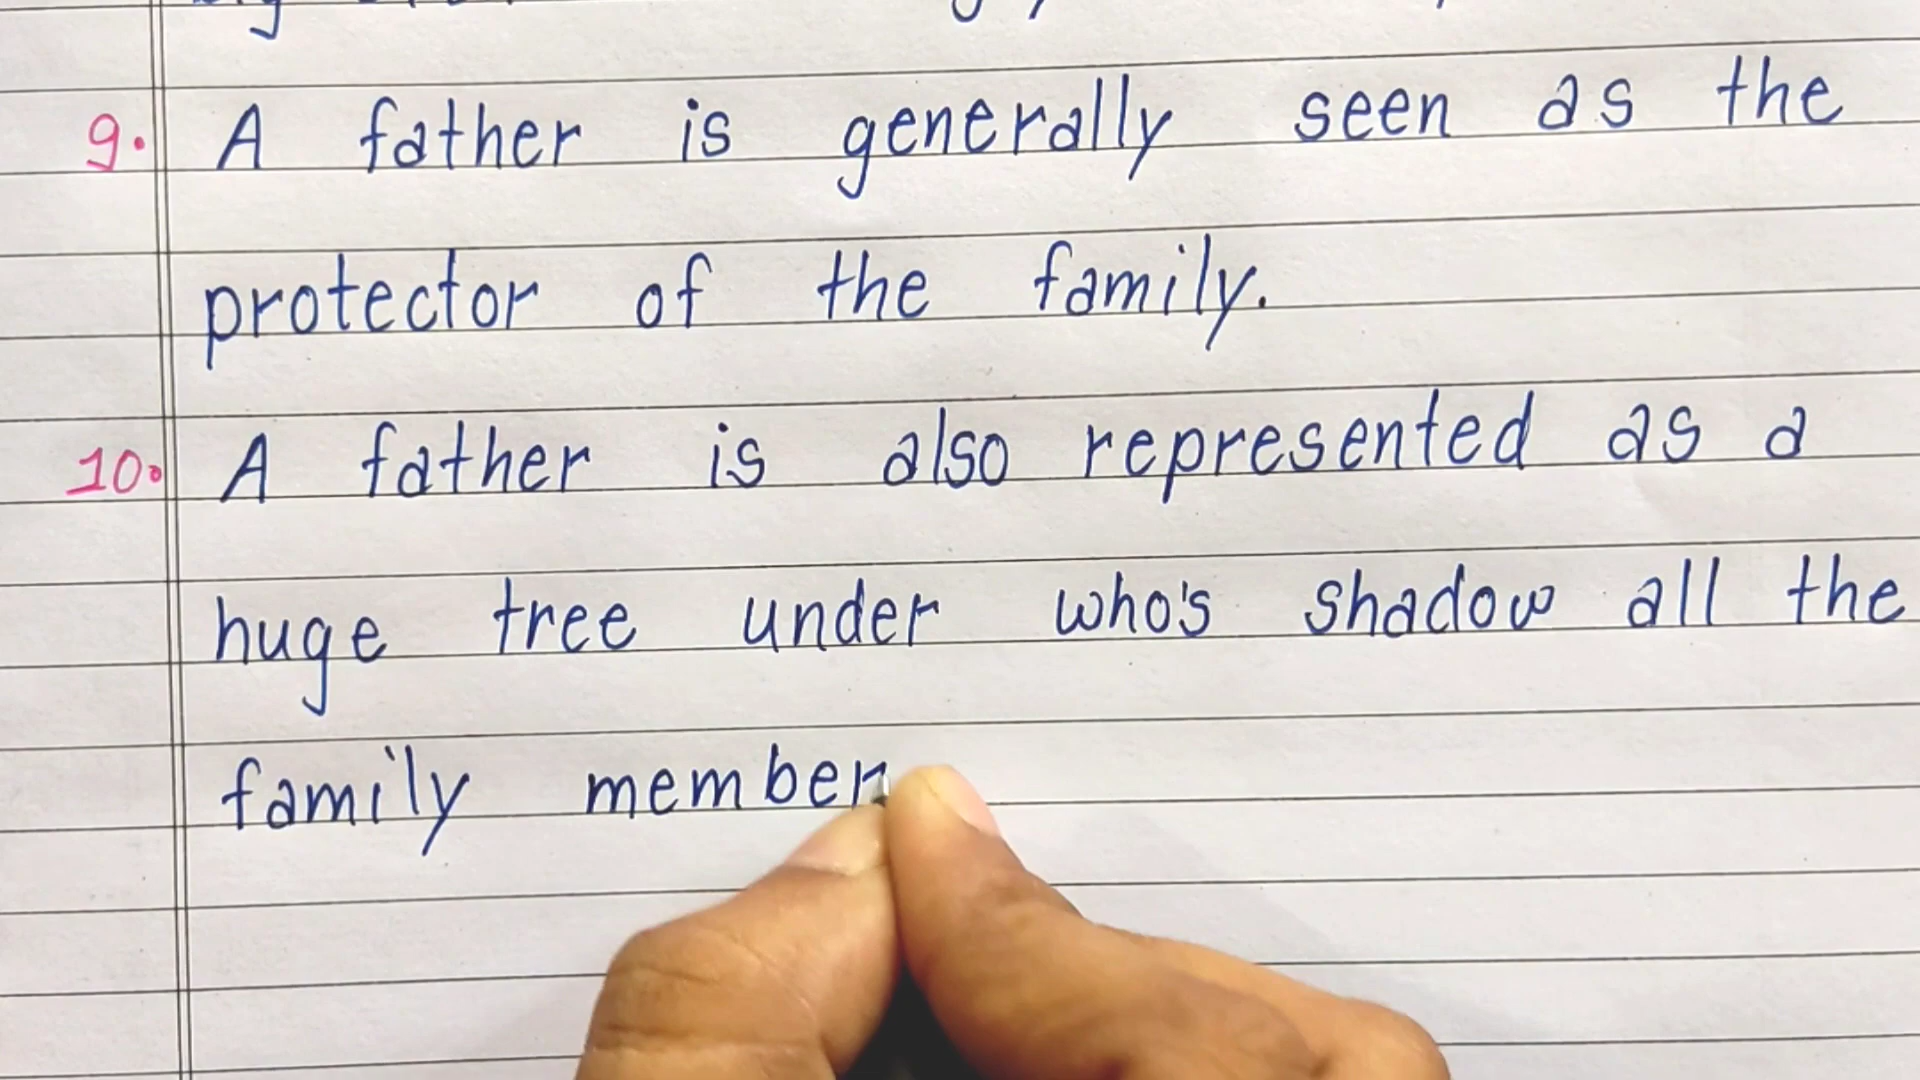 9. A father is generally seen as the
protector of the family.
10. A father is also represented as a
huge tree under who's shadow all the
family member